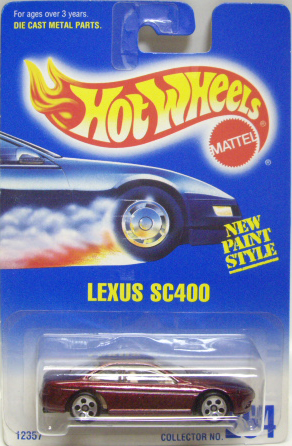 For ages over 3 years.
DIE CAST METAL PARTS.
Hot Wheels
MATTEL
NEW
PAINT
STYLE
LEXUS SC400
12357
COLLECTOR NO.